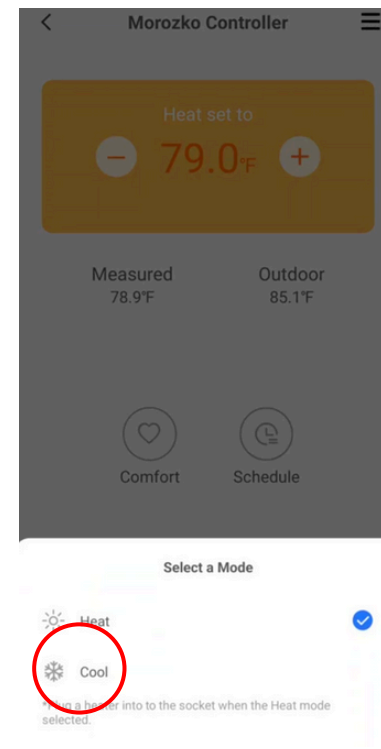 Morozko Controller
Heat set to
79.0°F
Measured
Outdoor
78.9°F
85.1°F
Comfort
Schedule
Select a Mode
Heat
Cool
*Plug a heater into to the socket when the Heat mode
selected.